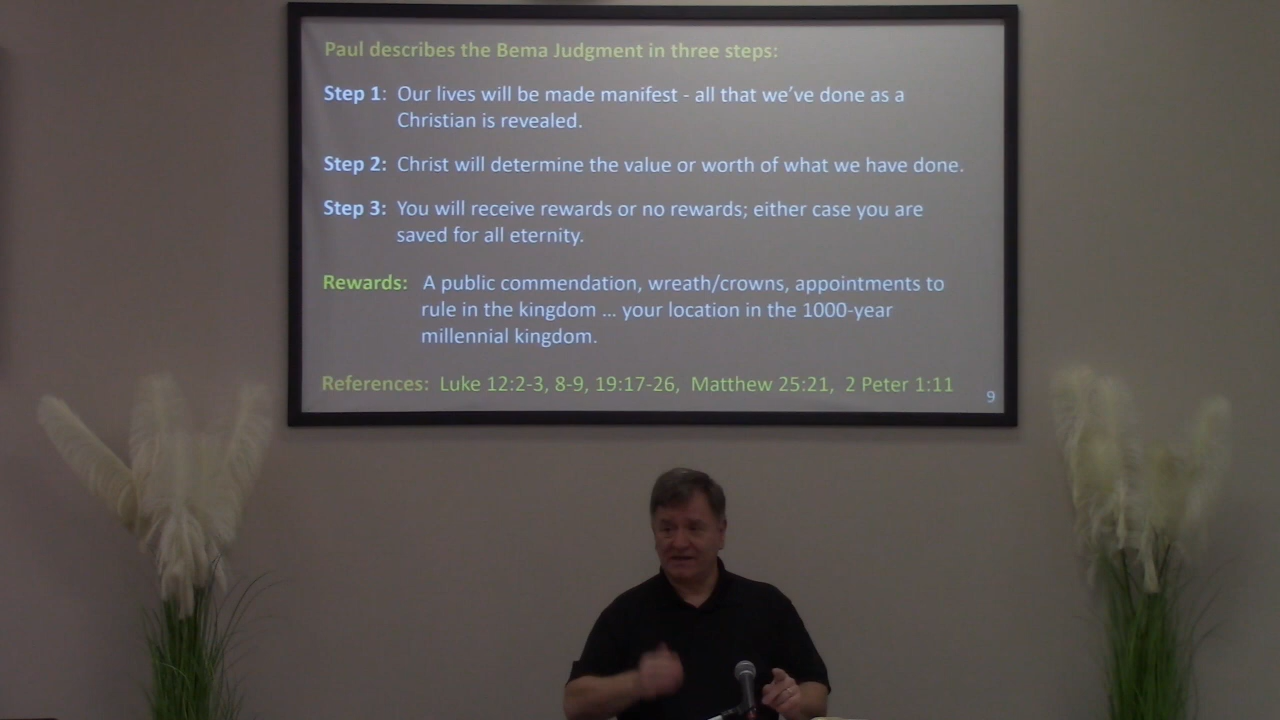 Paul describes the Bema Judgment in three steps:
Step 1: Our lives will be made manifest - all that we've done as a
Christian is revealed.
Step 2: Christ will determine the value or worth of what we have done.
Step 3: You will receive rewards or no rewards; either case you are
saved for all eternity.
Rewards: A public commendation, wreath/crowns, appointments to
rule in the kingdom ... your location in the 1000-year
millennial kingdom.
References: Luke 12:2-3, 8-9, 19:17-26, Matthew 25:21, 2 Peter 1:11
9